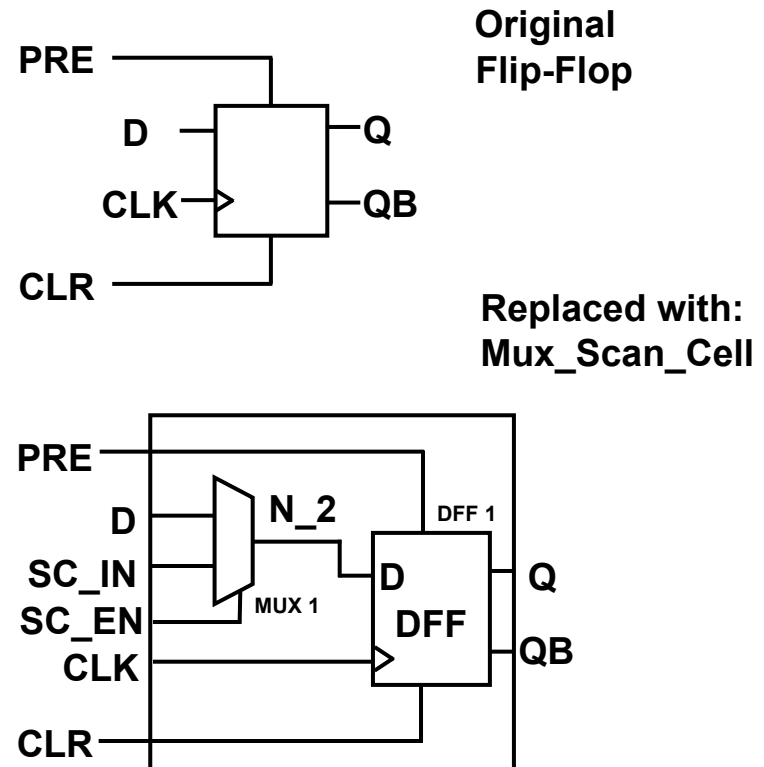 Original
Flip-Flop
PRE
D
Q
CLK
QB
CLR
Replaced with:
Mux_Scan_Cell
PRE
N_2
DFF 1
D
SC_IN
D
Q
SC_EN
MUX 1
DFF
CLK
QB
CLR